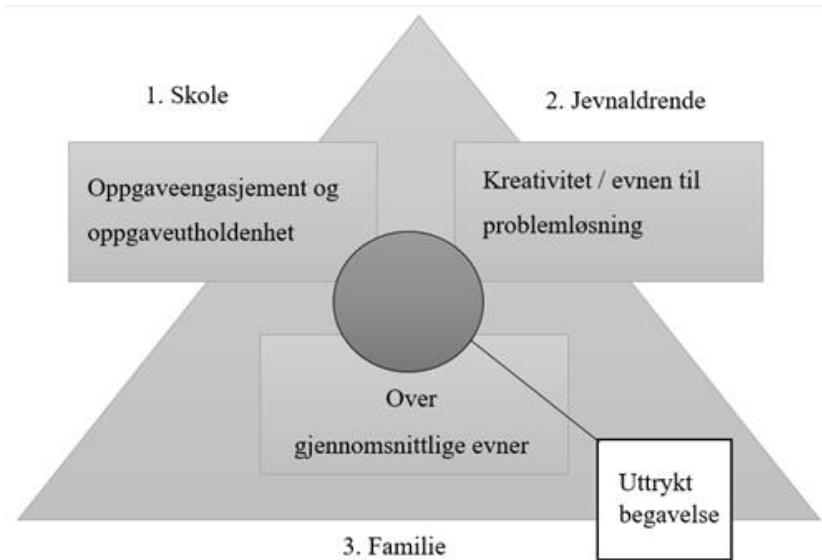 1. Skole
2. Jevnaldrende
Oppgaveengasjement og
oppgaveutholdenhet
Kreativitet / evnen til
problemløsning
Over
gjennomsnittlige evner
Uttrykt
begavelse
3. Familie